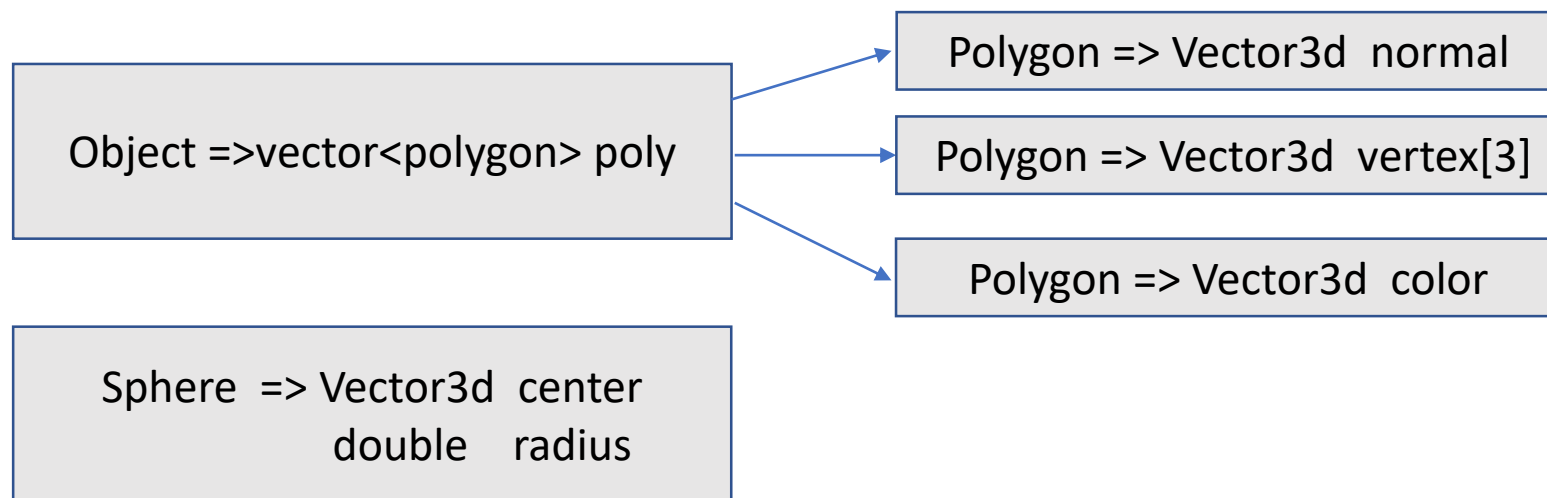 Object =>vector<polygon> poly
Polygon => Vector3d normal
Polygon => Vector3d vertex[3]
Polygon => Vector3d color
Sphere => Vector3d center
double radius